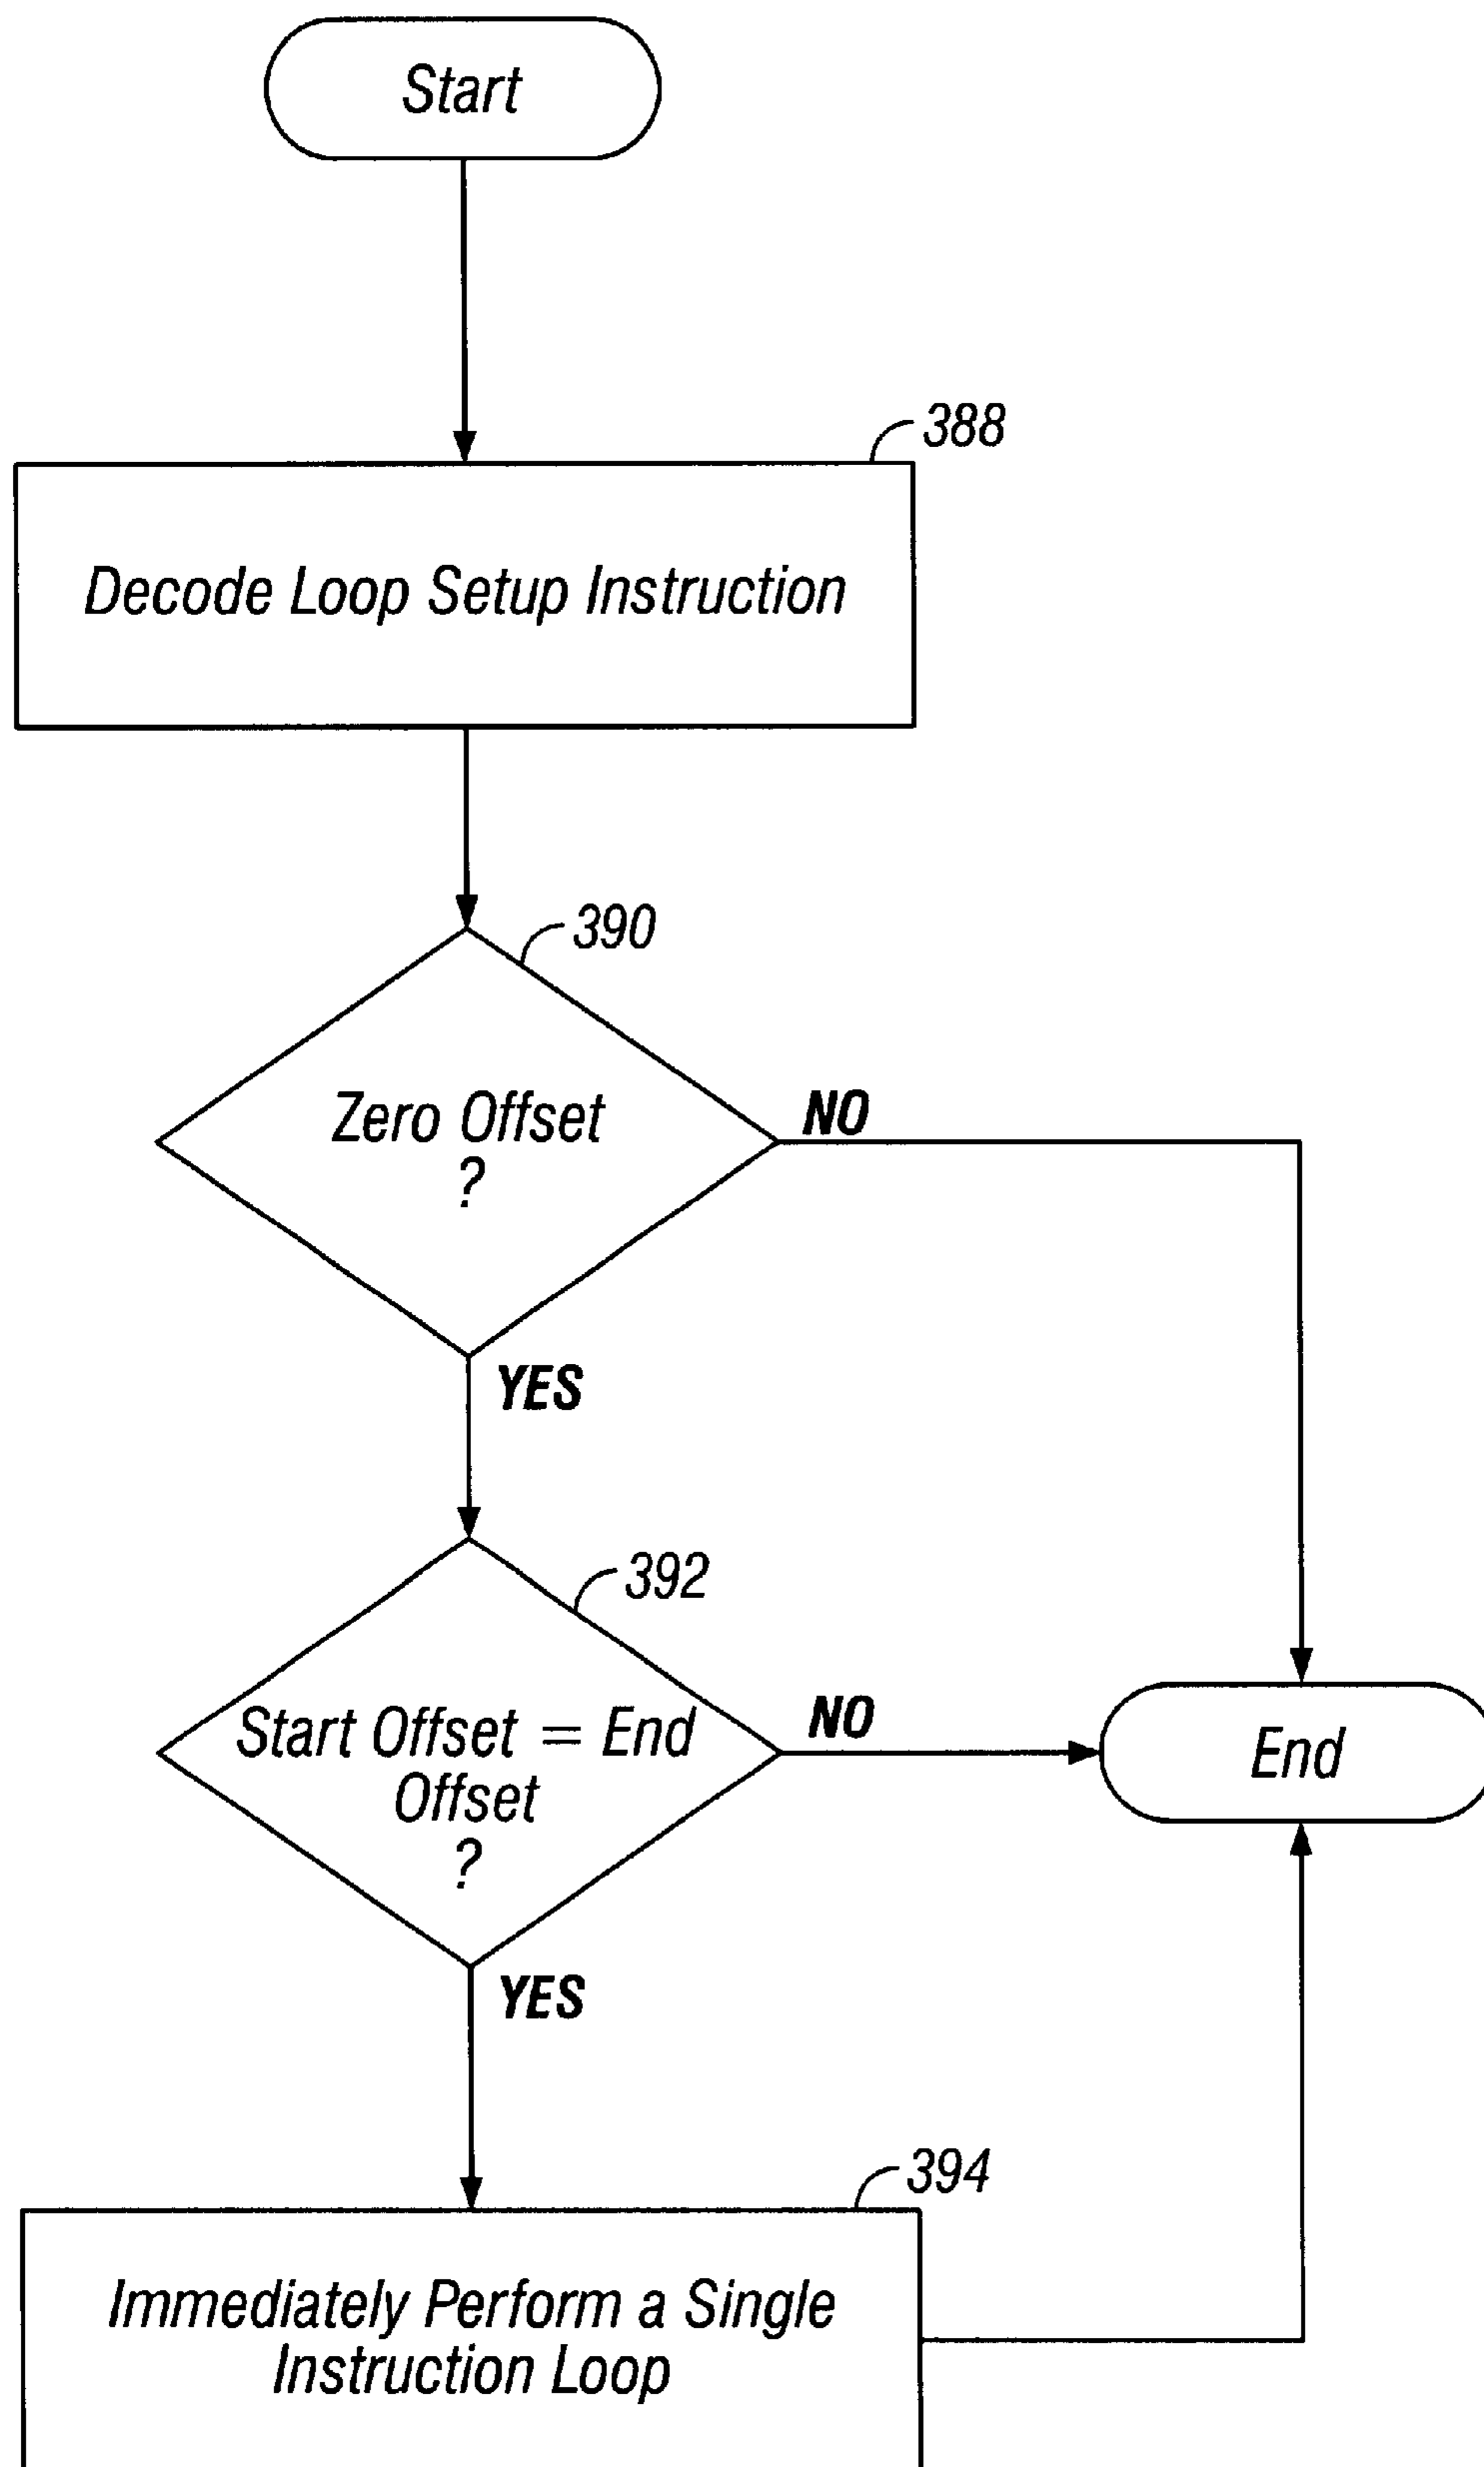 Start
388
Decode Loop Setup Instruction
390
Zero Offset
?
NO
YES
392
Start Offset = End
Offset
?
NO
End
YES
394
Immediately Perform a Single
Instruction Loop